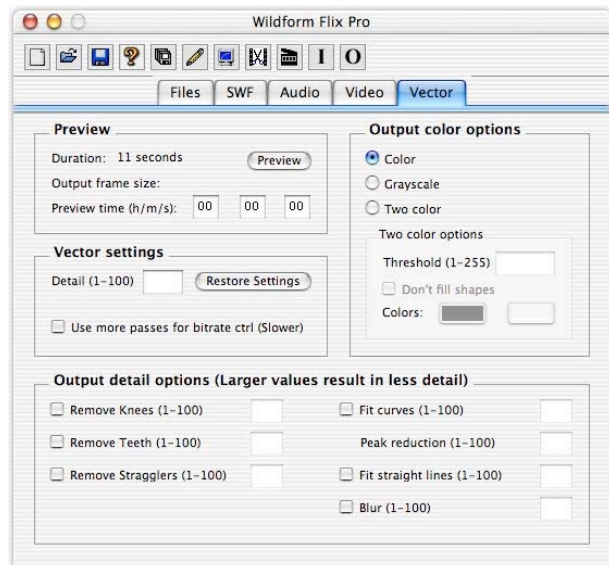 Wildform Flix Pro
I O
Files SWF Audio Video Vector
Preview
Duration: 11 seconds Preview
Output frame size:
Preview time (h/m/s): 00 00 00
Vector settings
Detail (1-100) Restore Settings
Use more passes for bitrate ctrl (Slower)
Output color options
Color
Grayscale
Two color
Two color options
Threshold (1-255)
Don't fill shapes
Colors:
Output detail options (Larger values result in less detail)
Remove Knees (1-100)
Remove Teeth (1-100)
Remove Stragglers (1-100)
Fit curves (1-100)
Peak reduction (1-100)
Fit straight lines (1-100)
Blur (1-100)